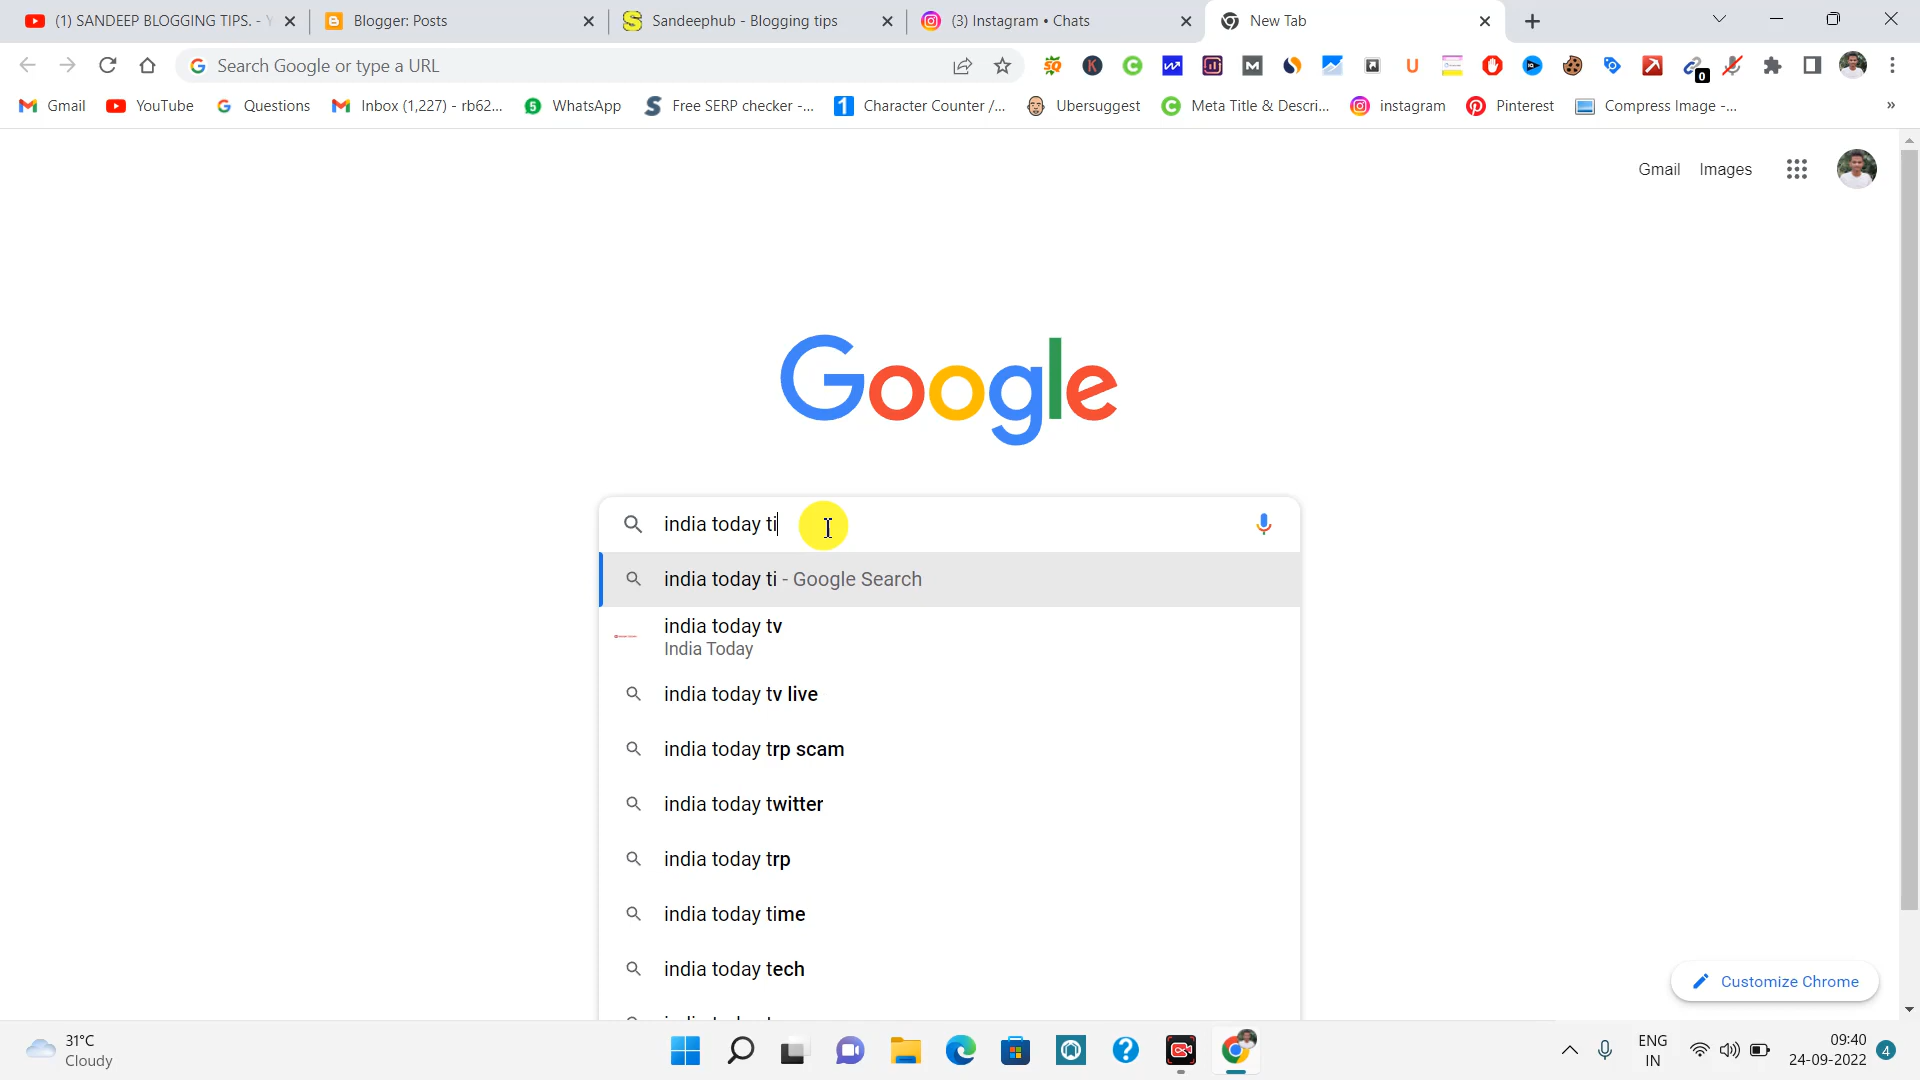 (1) SANDEEP BLOGGING TIPS. -
Blogger: Posts
Sandeephub - Blogging tips
(3) Instagram • Chats
New Tab
Search Google or type a URL
0
Gmail
YouTube
Questions
Inbox (1,227) - rb62...
WhatsApp
Free SERP checker -...
Character Counter /...
Ubersuggest
Meta Title & Descri...
instagram
Pinterest
Compress Image -...
»
Gmail
Images
Google
india today ti
india today ti - Google Search
india today tv
India Today
india today tv live
india today trp scam
india today twitter
india today trp
india today time
india today tech
Customize Chrome
31°C
Cloudy
ENG
IN
09:40
24-09-2022
4